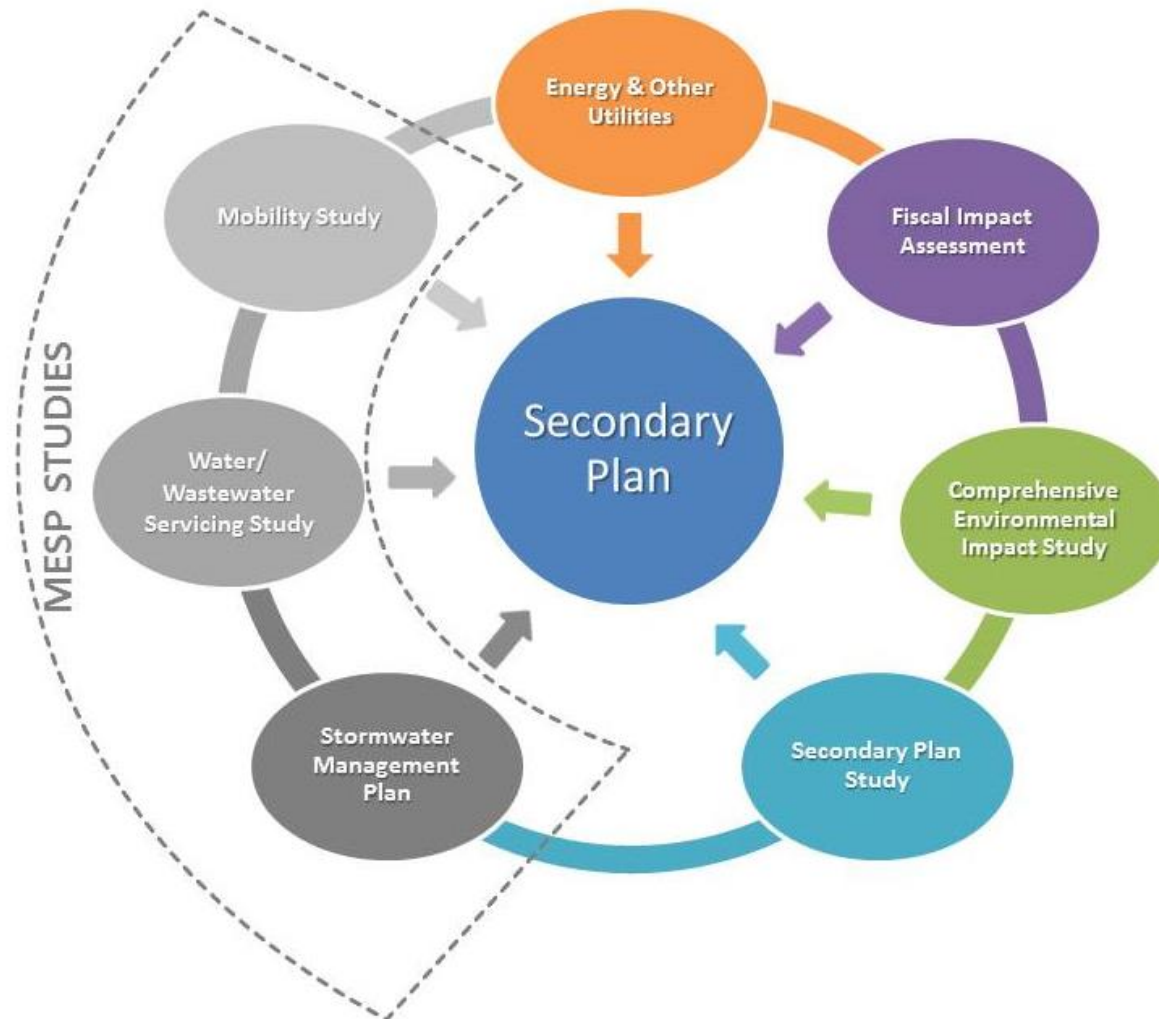 Energy & Other
Utilities
Mobility Study
Fiscal Impact
Assessment
MESP STUDIES
Secondary
Plan
Water/
Wastewater
Servicing Study
Comprehensive
Environmental
Impact Study
Stormwater
Management
Plan
Secondary Plan
Study